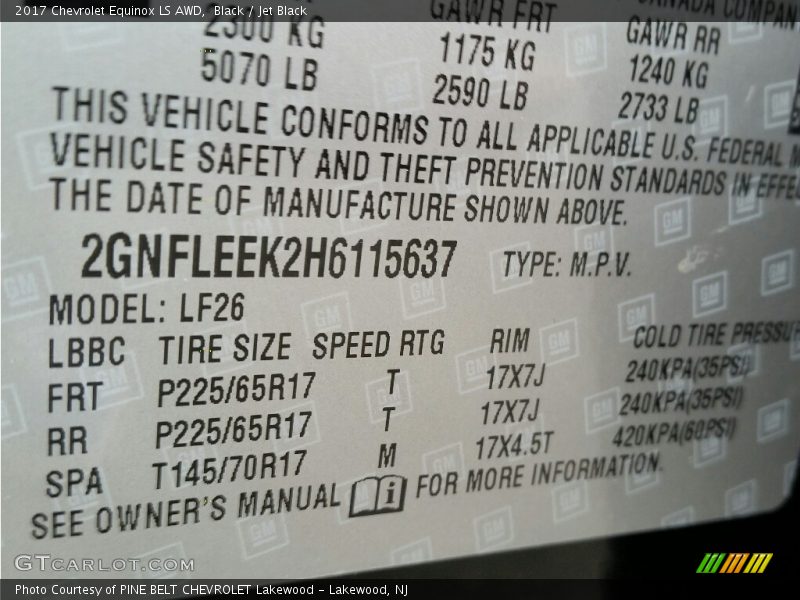 2017 Chevrolet Equinox LS AWD, Black / Jet Black
2300 KG GAWR FRT GAWR RR
5070 LB 1175 KG 1240 KG
2590 LB 2733 LB
THIS VEHICLE CONFORMS TO ALL APPLICABLE U.S. FEDERAL
VEHICLE SAFETY AND THEFT PREVENTION STANDARDS IN EFFE
THE DATE OF MANUFACTURE SHOWN ABOVE.
2GNFLEEK2H6115637 TYPE: M.P.V.
MODEL: LF26
LBBC TIRE SIZE SPEED RTG RIM COLD TIRE PRESSU
FRT P225/65R17 T 17X7J 240KPA(35PSI)
RR P225/65R17 T 17X7J 240KPA(35PSI)
SPA T145/70R17 M 17X4.5T 420KPA(60PSI)
SEE OWNER'S MANUAL i FOR MORE INFORMATION.
GTCARLOT.COM
Photo Courtesy of PINE BELT CHEVROLET Lakewood - Lakewood, NJ